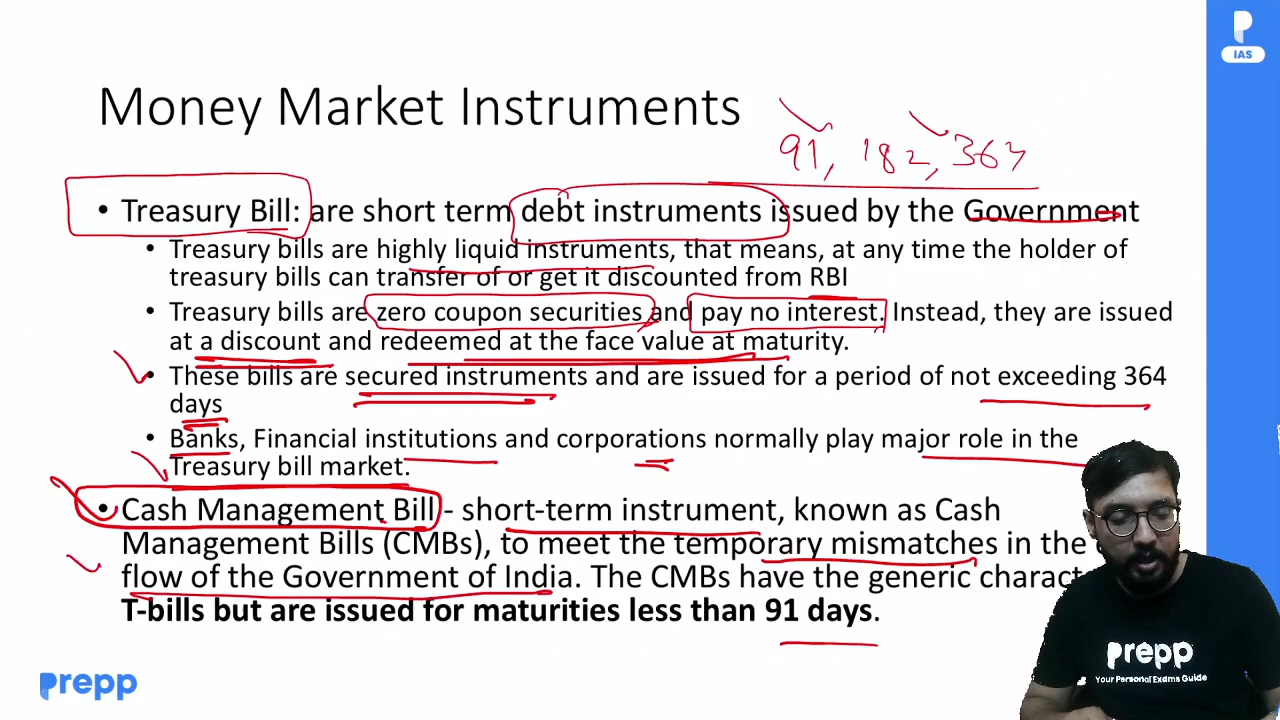 IAS
Money Market Instruments
91, 182, 364
• Treasury Bill: are short term debt instruments issued by the Government
• Treasury bills are highly liquid instruments, that means, at any time the holder of
treasury bills can transfer of or get it discounted from RBI
• Treasury bills are zero coupon securities and pay no interest. Instead, they are issued
at a discount and redeemed at the face value at maturity.
• These bills are secured instruments and are issued for a period of not exceeding 364
days
• Banks, Financial institutions and corporations normally play major role in the
Treasury bill market.
• Cash Management Bill - short-term instrument, known as Cash
Management Bills (CMBs), to meet the temporary mismatches in the
flow of the Government of India. The CMBs have the generic
T-bills but are issued for maturities less than 91 days.
prepp
Your Personal Exams Guide
prepp